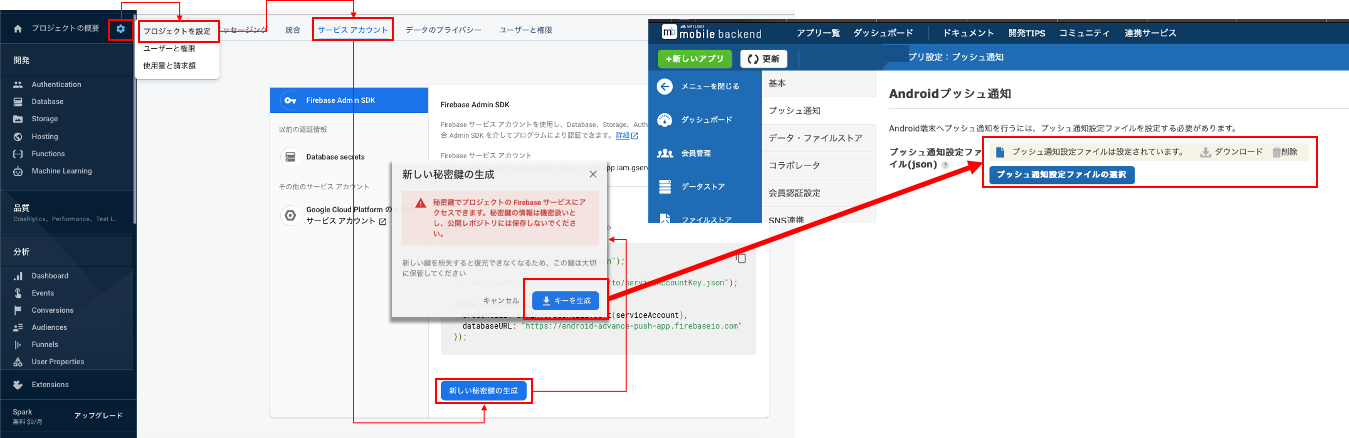 プロジェクトの概要
プロジェクトを設定
ユーザーと権限
使用量と請求額
開発
Authentication
Database
Storage
Hosting
Functions
Machine Learning
品質
Crashlytics、Performance、Test L...
分析
Dashboard
Events
Conversions
Audiences
Funnels
User Properties
Extensions
Spark
無料 $0/月
アップグレード
ッセージング
統合
サービス アカウント
データのプライバシー
ユーザーと権限
Firebase Admin SDK
以前の認証情報
Database secrets
その他のサービス アカウント
Google Cloud Platform の
サービス アカウント
Firebase Admin SDK
Firebase サービス アカウントを使用し、Database、Storage、Auth
合 Admin SDK を介してプログラムにより認証できます。詳細
Firebase サービス アカウント
app.iam.gserv
新しい秘密鍵の生成
秘密鍵でプロジェクトの Firebase サービスにア
クセスできます。秘密鍵の情報は機密扱いと
し、公開レポジトリには保存しないでくださ
い。
新しい鍵を紛失すると復元できなくなるため、この鍵は大切
に保管してください
キャンセル
キーを生成
n");
to/serviceAccountKey.json");
(serviceAccount),
databaseURL: "https://android-advance-push-app.firebaseio.com"
});
新しい秘密鍵の生成
mobile backend
アプリ一覧
ダッシュボード
ドキュメント
開発TIPS
コミュニティ
連携サービス
+新しいアプリ
更新
プリ設定：プッシュ通知
メニューを閉じる
ダッシュボード
会員管理
データストア
ファイルストア
基本
プッシュ通知
データ・ファイルストア
コラボレータ
会員認証設定
SNS連携
Androidプッシュ通知
Android端末へプッシュ通知を行うには、プッシュ通知設定ファイルを設定する必要があります。
プッシュ通知設定ファ
イル(json)
プッシュ通知設定ファイルは設定されています。
ダウンロード
削除
プッシュ通知設定ファイルの選択